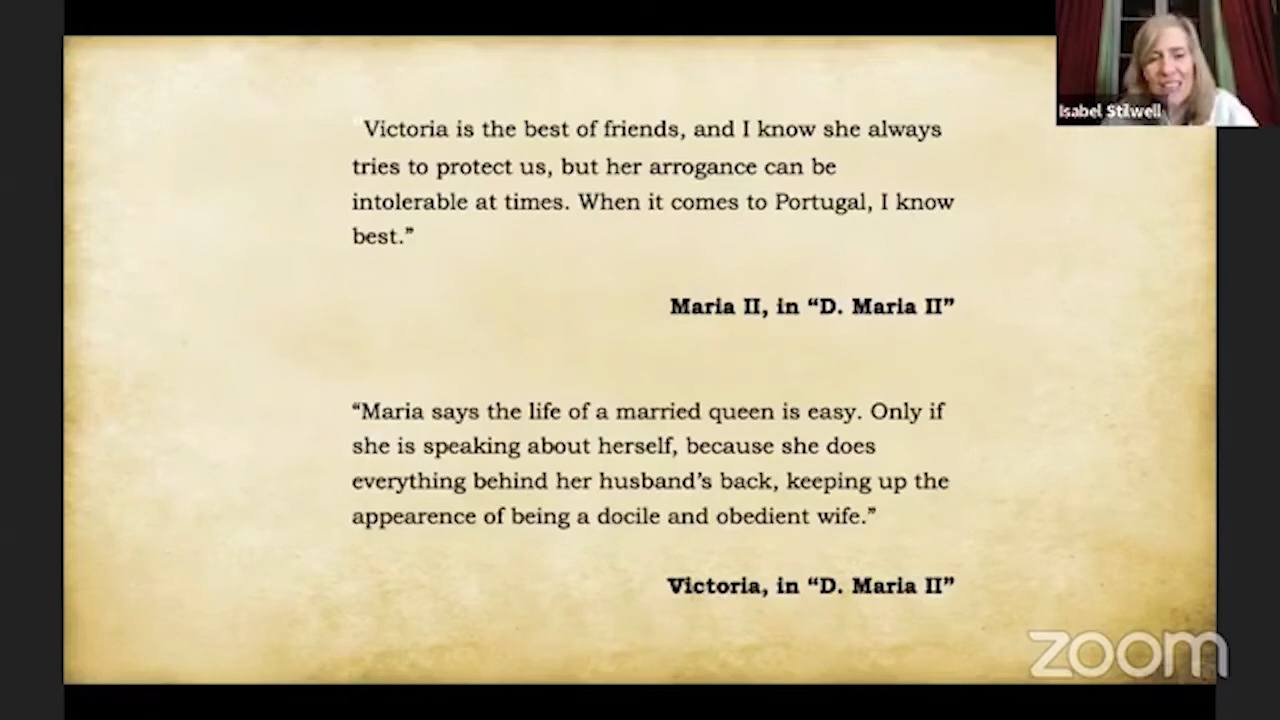 Isabel Stilwell
“Victoria is the best of friends, and I know she always
tries to protect us, but her arrogance can be
intolerable at times. When it comes to Portugal, I know
best.”
Maria II, in “D. Maria II”
“Maria says the life of a married queen is easy. Only if
she is speaking about herself, because she does
everything behind her husband’s back, keeping up the
appearence of being a docile and obedient wife.”
Victoria, in “D. Maria II”
zoom